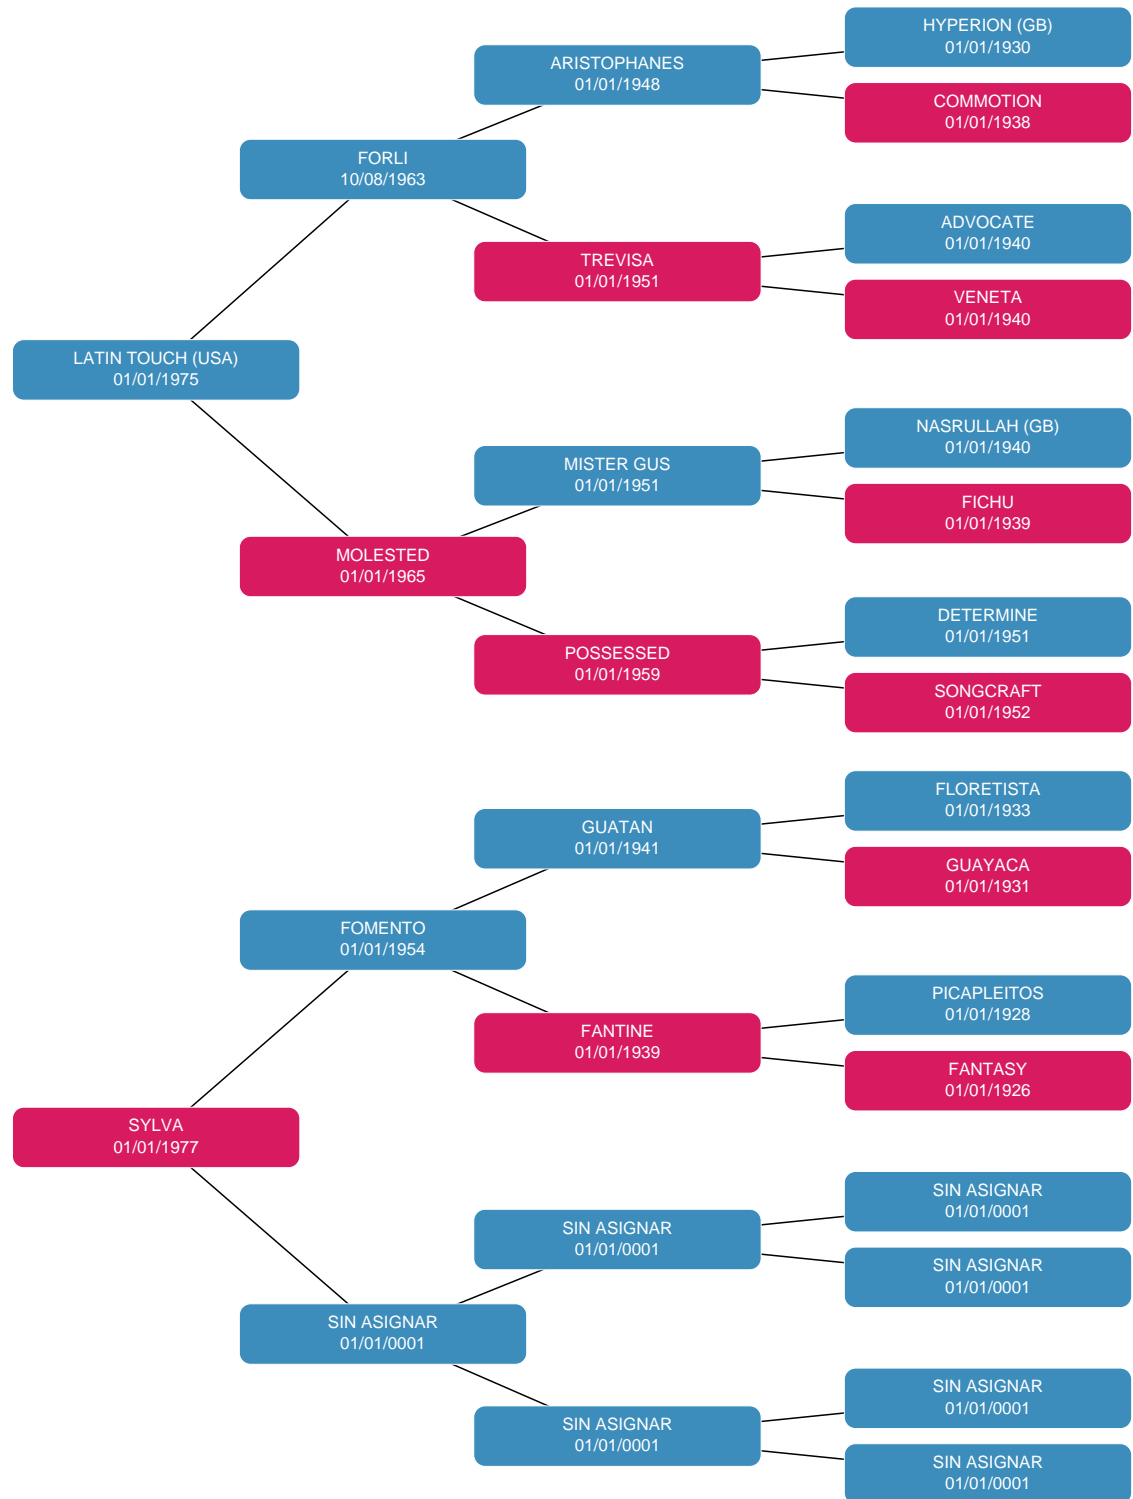 HYPERION (GB)
01/01/1930
ARISTOPHANES
01/01/1948
COMMOTION
01/01/1938
FORLI
10/08/1963
ADVOCATE
01/01/1940
TREVISA
01/01/1951
VENETA
01/01/1940
LATIN TOUCH (USA)
01/01/1975
NASRULLAH (GB)
01/01/1940
MISTER GUS
01/01/1951
FICHU
01/01/1939
MOLESTED
01/01/1965
DETERMINE
01/01/1951
POSSESSED
01/01/1959
SONGCRAFT
01/01/1952
FLORETISTA
01/01/1933
GUATAN
01/01/1941
GUAYACA
01/01/1931
FOMENTO
01/01/1954
PICAPLEITOS
01/01/1928
FANTINE
01/01/1939
FANTASY
01/01/1926
SYLVA
01/01/1977
SIN ASIGNAR
01/01/0001
SIN ASIGNAR
01/01/0001
SIN ASIGNAR
01/01/0001
SIN ASIGNAR
01/01/0001
SIN ASIGNAR
01/01/0001
SIN ASIGNAR
01/01/0001
SIN ASIGNAR
01/01/0001